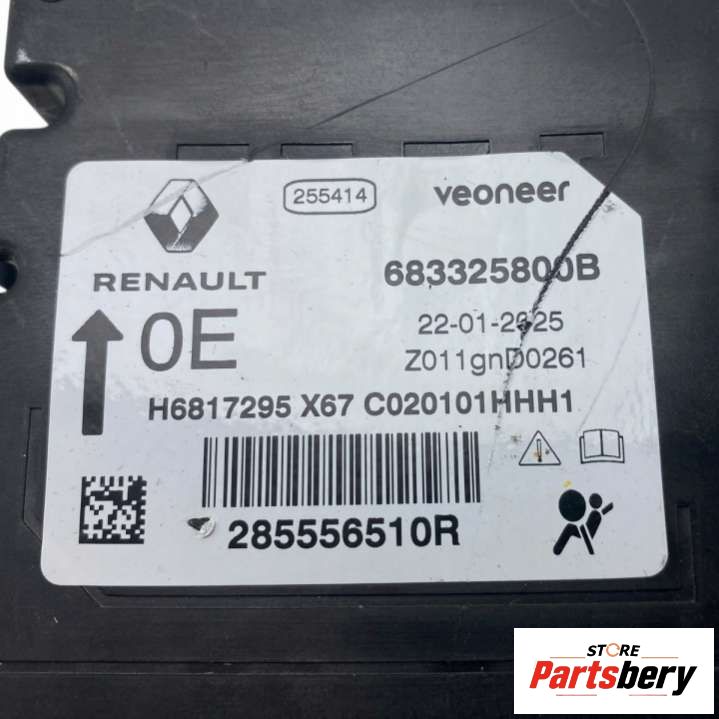 255414
veoneer
RENAULT
683325800B
0E
22-01-2025
Z011gnD0261
H6817295 X67 C020101HHH1
285556510R
STORE
Partsbery